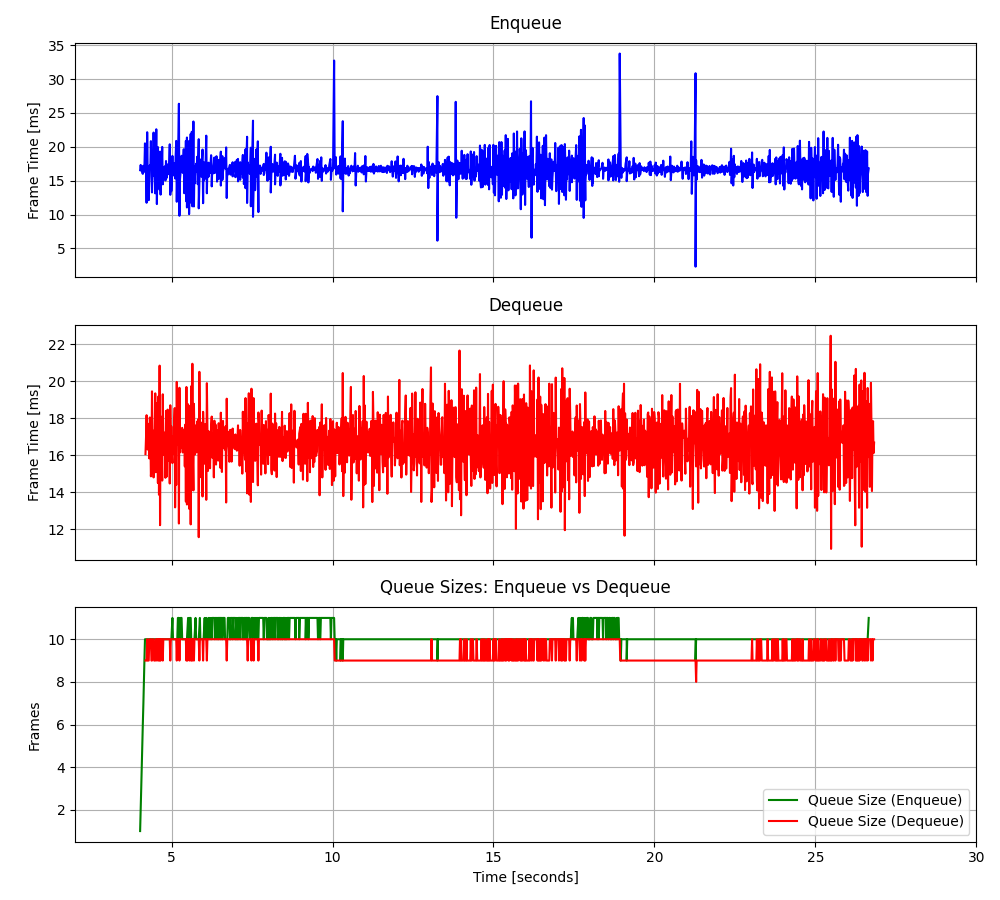 Enqueue
35
30
25
20
15
10
5
Frame Time [ms]
Dequeue
22
20
18
16
14
12
Frame Time [ms]
Queue Sizes: Enqueue vs Dequeue
10
8
6
4
2
Frames
Queue Size (Enqueue)
Queue Size (Dequeue)
5 10 15 20 25 30
Time [seconds]